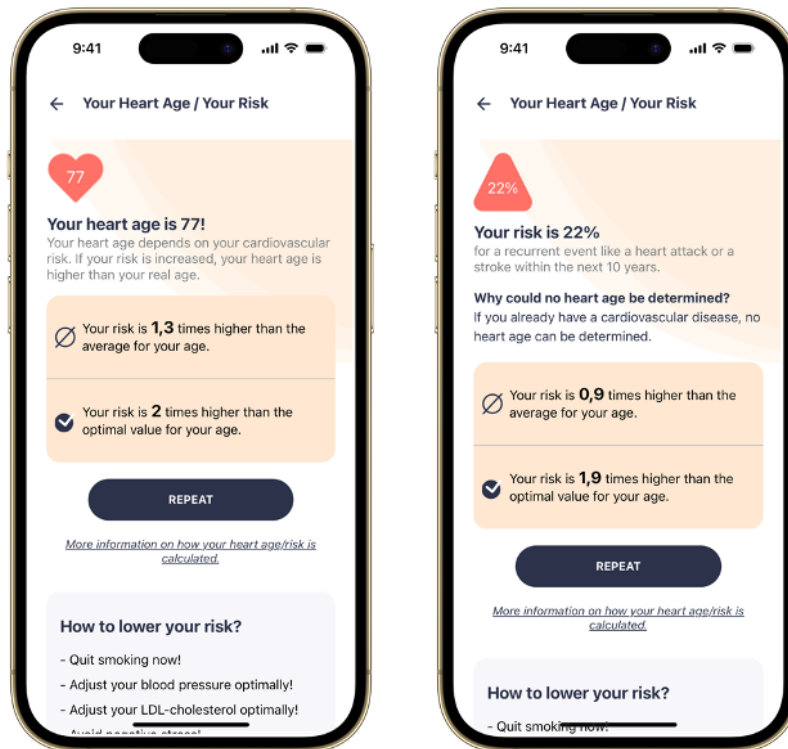 9:41
← Your Heart Age / Your Risk
77
Your heart age is 77!
Your heart age depends on your cardiovascular
risk. If your risk is increased, your heart age is
higher than your real age.
Your risk is 1,3 times higher than the
average for your age.
Your risk is 2 times higher than the
optimal value for your age.
REPEAT
More information on how your heart age/risk is
calculated.
How to lower your risk?
- Quit smoking now!
- Adjust your blood pressure optimally!
- Adjust your LDL-cholesterol optimally!
- Avoid negative stress!
9:41
← Your Heart Age / Your Risk
22%
Your risk is 22%
for a recurrent event like a heart attack or a
stroke within the next 10 years.
Why could no heart age be determined?
If you already have a cardiovascular disease, no
heart age can be determined.
Your risk is 0,9 times higher than the
average for your age.
Your risk is 1,9 times higher than the
optimal value for your age.
REPEAT
More information on how your heart age/risk is
calculated.
How to lower your risk?
- Quit smoking now!